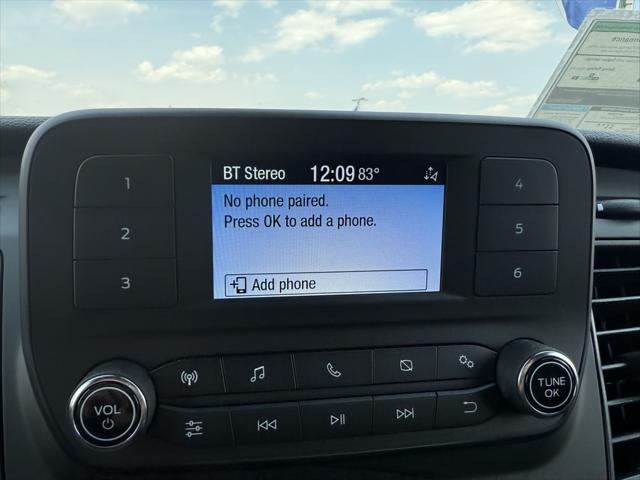 BT Stereo 12:09 83°
No phone paired.
Press OK to add a phone.
Add phone
1
2
3
4
5
6
VOL
TUNE
OK